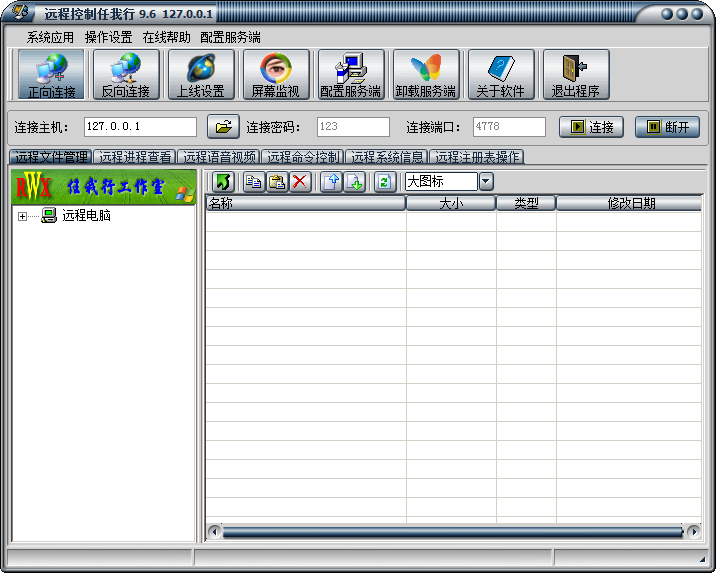 远程控制任我行 9.6 127.0.0.1
系统应用 操作设置 在线帮助 配置服务端
正向连接 反向连接 上线设置 屏幕监视 配置服务端 卸载服务端 关于软件 退出程序
连接主机： 127.0.0.1 连接密码： 123 连接端口： 4778 连接 断开
远程文件管理 远程进程查看 远程语音视频 远程命令控制 远程系统信息 远程注册表操作
RWX 任我行工作室
大图标
名称 大小 类型 修改日期
远程电脑